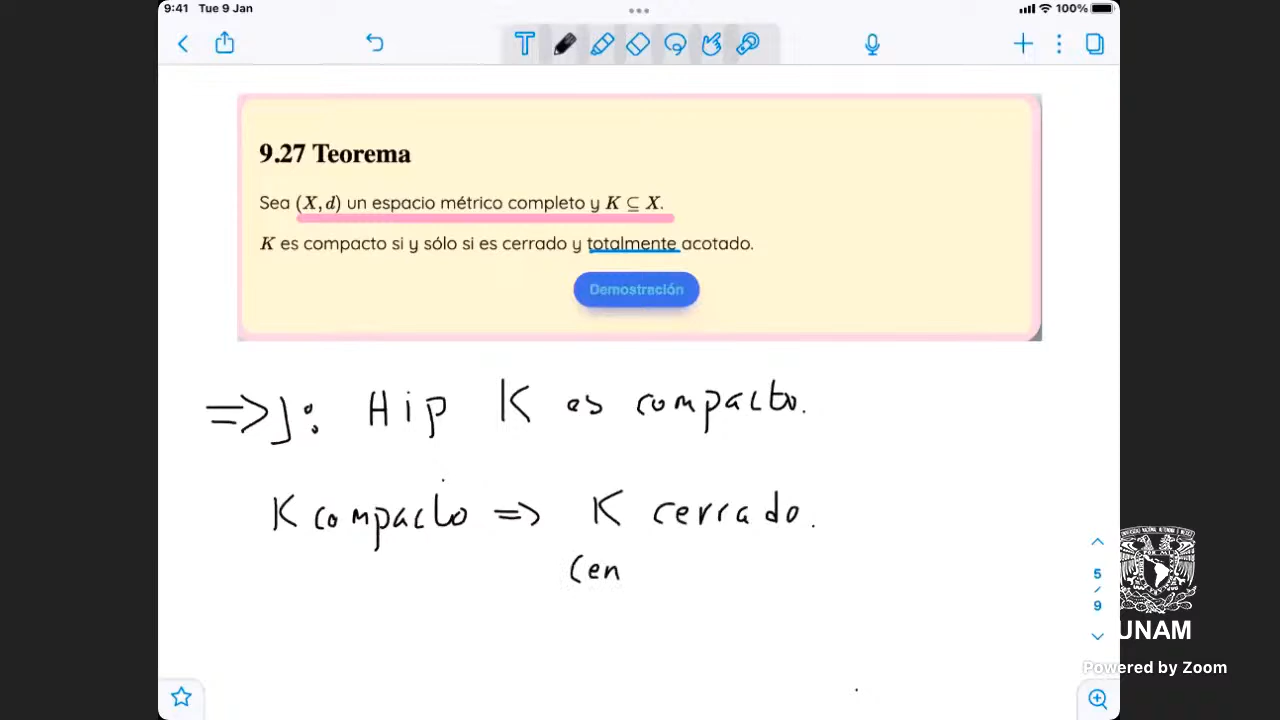 9:41 Tue 9 Jan 100%
T
9.27 Teorema
Sea (X, d) un espacio métrico completo y K ⊆ X.
K es compacto si y sólo si es cerrado y totalmente acotado.
Demostración
=>]: Hip K es compacto.
K compacto => K cerrado.
(en
5
9
UNAM
Powered by Zoom